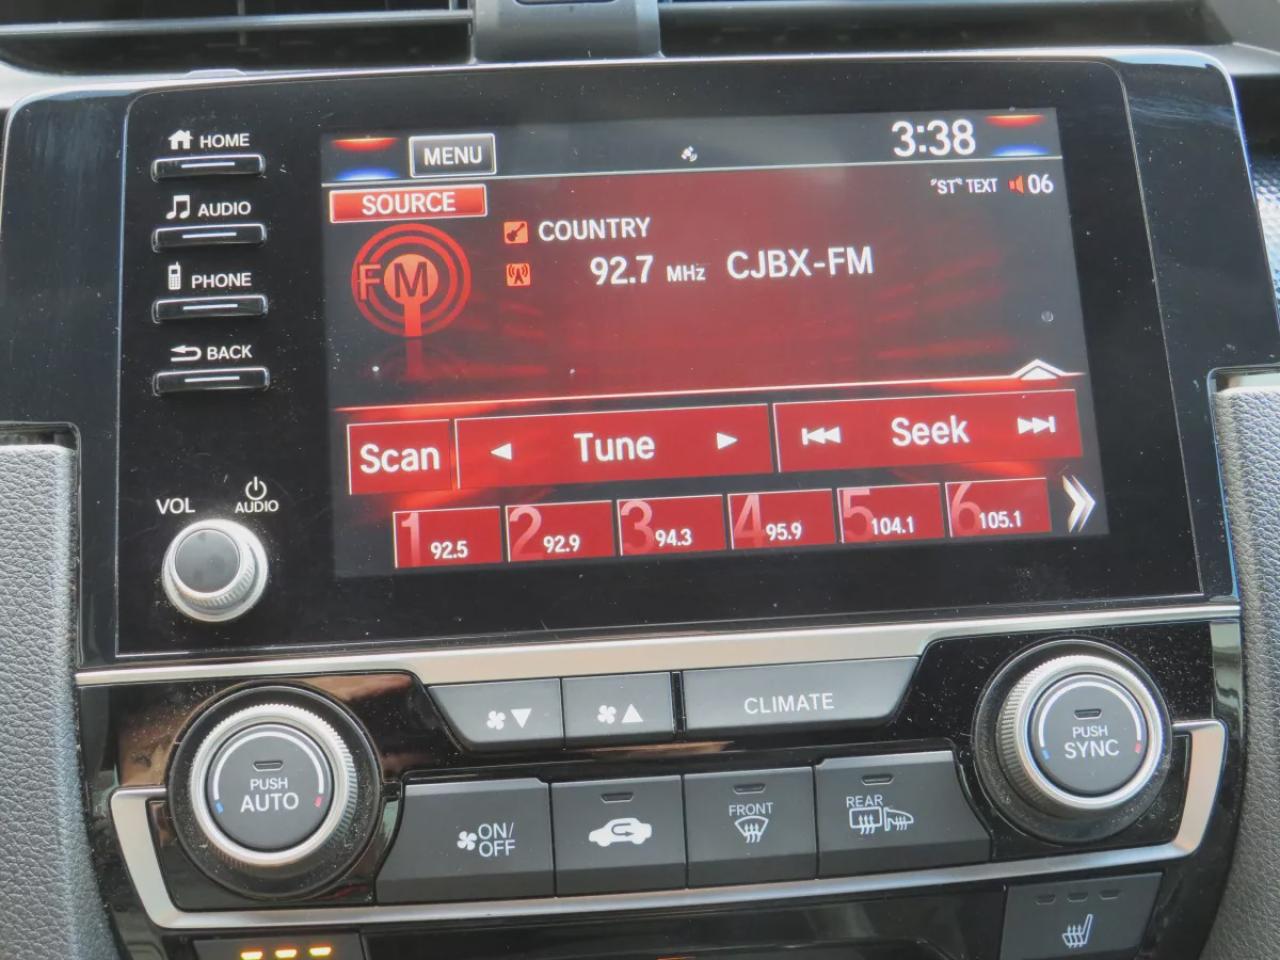 HOME
AUDIO
PHONE
BACK
VOL
AUDIO
MENU
3:38
SOURCE
"ST" TEXT 06
FM
COUNTRY
92.7 MHz CJBX-FM
Scan Tune Seek
1 92.5 2 92.9 3 94.3 4 95.9 5 104.1 6 105.1
CLIMATE
PUSH
AUTO
PUSH
SYNC
ON/
OFF
FRONT
REAR